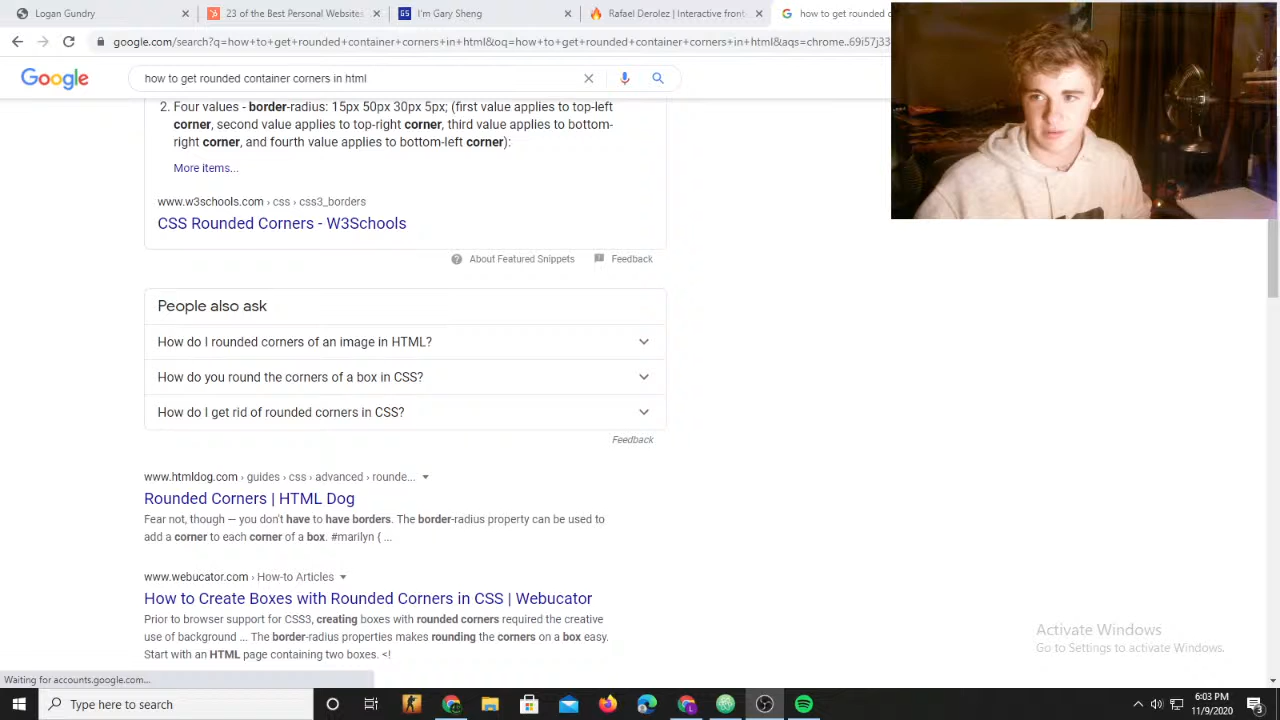 Logan Gundry
23 of the Best Personal Websites
I'm Gary Sheng
Rafael Derolez | Interactive front-
how to get rounded c
google.com/search?q=how+to+get+rounded+container+corners+in+html&oq=how+to+get+rounded+container+corners+in+html&aqs=chrome..69i57j33
Google
how to get rounded container corners in html
2. Four values - border-radius: 15px 50px 30px 5px; (first value applies to top-left
corner, second value applies to top-right corner, third value applies to bottom-
right corner, and fourth value applies to bottom-left corner):
More items...
www.w3schools.com › css › css3_borders
CSS Rounded Corners - W3Schools
About Featured Snippets
Feedback
People also ask
How do I rounded corners of an image in HTML?
How do you round the corners of a box in CSS?
How do I get rid of rounded corners in CSS?
Feedback
www.htmldog.com › guides › css › advanced › rounde...
Rounded Corners | HTML Dog
Fear not, though — you don't have to have borders. The border-radius property can be used to
add a corner to each corner of a box. #marilyn { ...
www.webucator.com › How-to Articles
How to Create Boxes with Rounded Corners in CSS | Webucator
Prior to browser support for CSS3, creating boxes with rounded corners required the creative
use of background ... The border-radius properties makes rounding the corners on a box easy.
Start with an HTML page containing two boxes. <!
Activate Windows
Go to Settings to activate Windows.
Waiting for accounts.google.com...
Type here to search
6:03 PM
11/9/2020
3